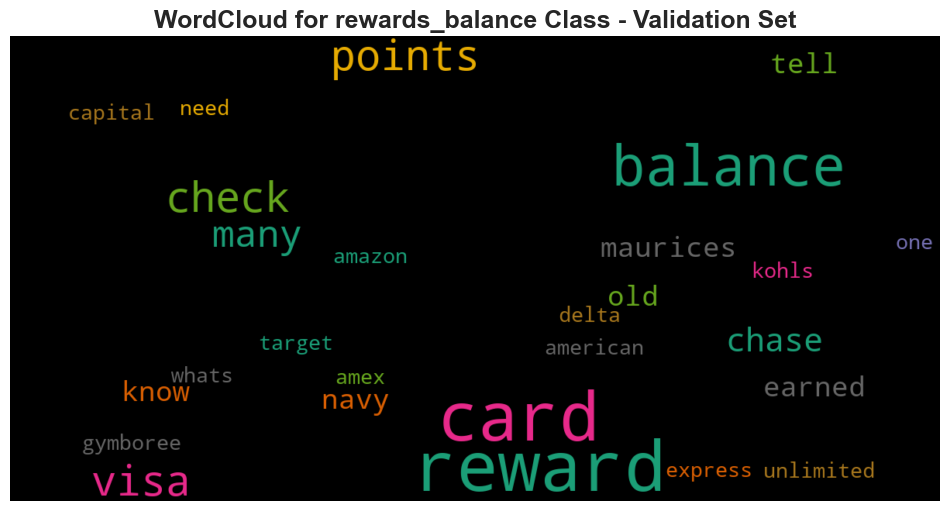 WordCloud for rewards_balance Class - Validation Set
points
tell
capital
need
balance
check
many
maurices
one
amazon
kohls
old
delta
target
chase
american
whats
amex
know
navy
earned
card
gymboree
reward
express
unlimited
visa